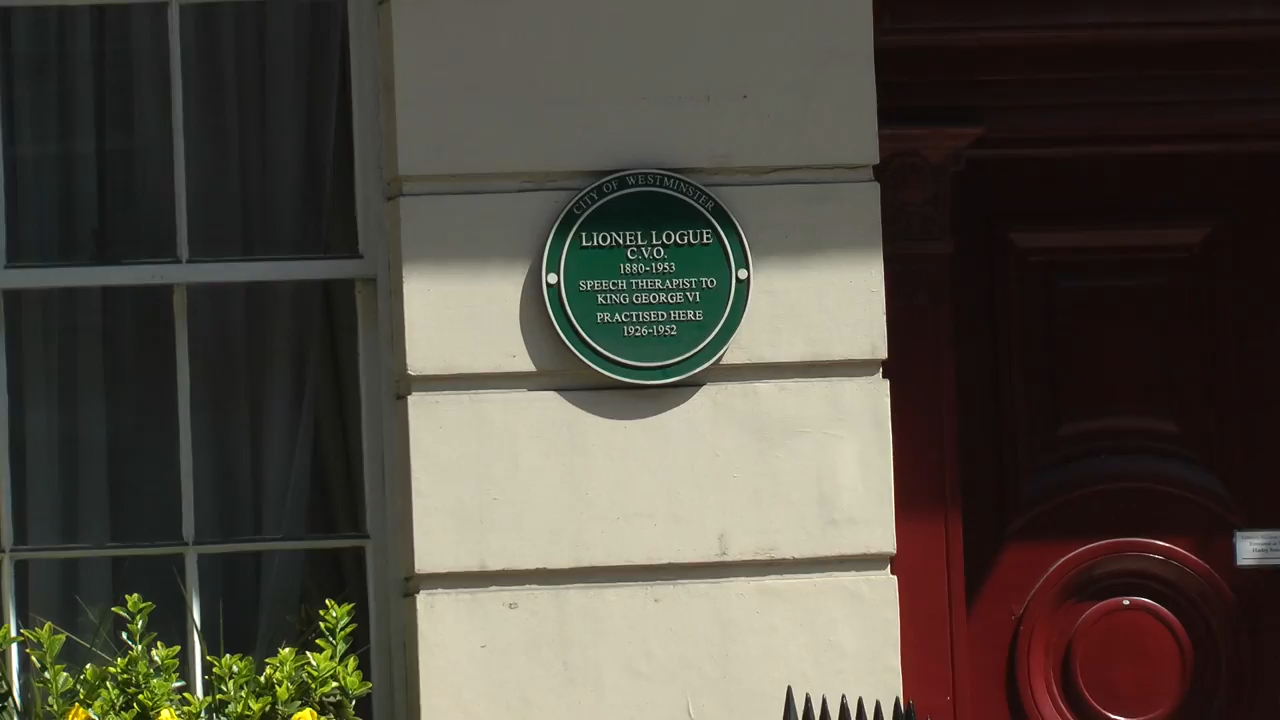 CITY OF WESTMINSTER
LIONEL LOGUE
C.V.O.
1880-1953
SPEECH THERAPIST TO
KING GEORGE VI
PRACTISED HERE
1926-1952